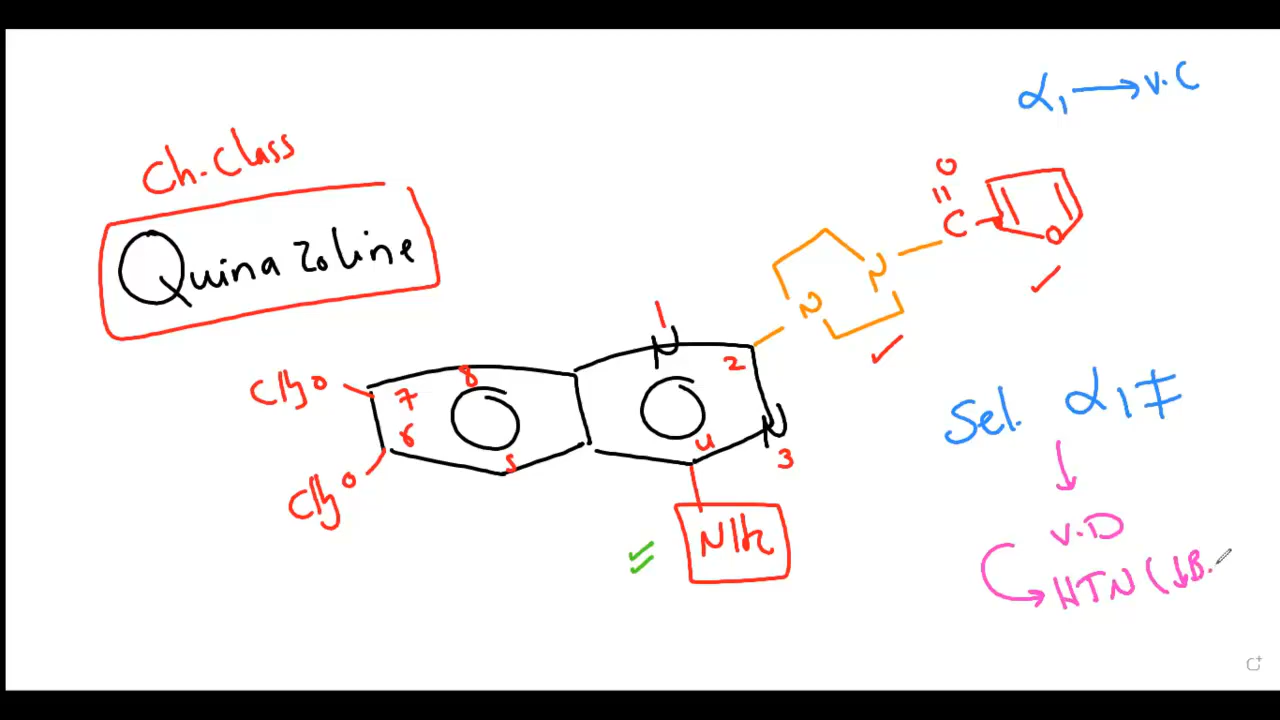 α1 → V.C
Ch. Class
Quinazoline
O
C
O
N
N
1
N
2
CH3O
8
7
6
5
4
N
3
CH3O
NH2
Sel. α1 ≠
V.D
HTN (↓B.